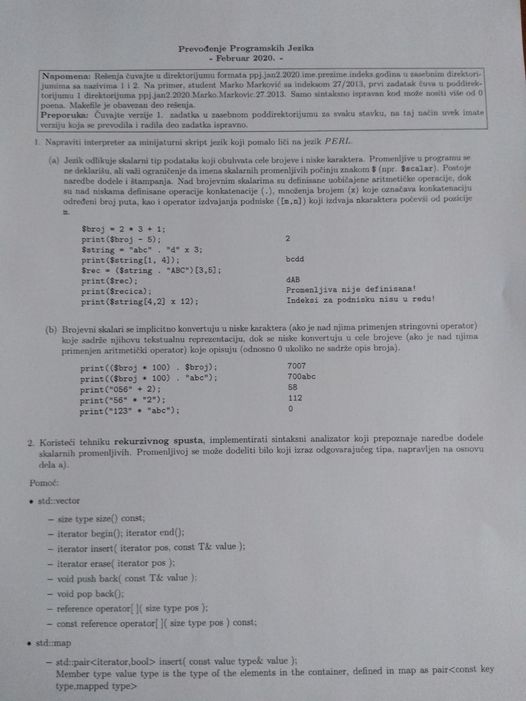 Prevođenje Programskih Jezika
- Februar 2020. -
Napomena: Rešenja čuvajte u direktorijumu formata ppj.jan2.2020.ime.prezime.indeks.godina u zasebnim direktori-
jumima sa nazivima 1 i 2. Na primer, student Marko Marković sa indeksom 27/2013, prvi zadatak čuva u poddirek-
torijumu 1 direktorijuma ppj.jan2.2020.Marko.Markovic.27.2013. Samo sintaksno ispravan kod može nositi više od 0
poena. Makefile je obavezan deo rešenja.
Preporuka: Čuvajte verzije 1. zadatka u zasebnom poddirektorijumu za svaku stavku, na taj način uvek imate
verziju koja se prevodila i radila deo zadatka ispravno.
1. Napraviti interpreter za minijaturni skript jezik koji pomalo liči na jezik PERL.
(a) Jezik odlikuje skalarni tip podataka koji obuhvata cele brojeve i niske karaktera. Promenljive u programu se
ne deklarišu, ali važi ograničenje da imena skalarnih promenljivih počinju znakom $ (npr. $scalar). Postoje
naredbe dodele i štampanja. Nad brojevnim skalarima su definisane uobičajene aritmetičke operacije, dok
su nad niskama definisane operacije konkatenacije (.), množenja brojem (x) koje označava konkatenaciju
određeni broj puta, kao i operator izdvajanja podniske ([m,n]) koji izdvaja nkaraktera počevši od pozicije
m.
$broj = 2 * 3 + 1;
print($broj - 5); 2
$string = "abc" . "d" x 3;
print($string[1, 4]); bcdd
$rec = ($string . "ABC")[3,5];
print($rec); dAB
print($recica); Promenljiva nije definisana!
print($string[4,2] x 12); Indeksi za podnisku nisu u redu!
(b) Brojevni skalari se implicitno konvertuju u niske karaktera (ako je nad njima primenjen stringovni operator)
koje sadrže njihovu tekstualnu reprezentaciju, dok se niske konvertuju u cele brojeve (ako je nad njima
primenjen aritmetički operator) koje opisuju (odnosno 0 ukoliko ne sadrže opis broja).
print(($broj * 100) . $broj); 7007
print(($broj * 100) . "abc"); 700abc
print("056" + 2); 58
print("56" * "2"); 112
print("123" * "abc"); 0
2. Koristeći tehniku rekurzivnog spusta, implementirati sintaksni analizator koji prepoznaje naredbe dodele
skalarnih promenljivih. Promenljivoj se može dodeliti bilo koji izraz odgovarajućeg tipa, napravljen na osnovu
dela a).
Pomoć:
• std::vector
– size type size() const;
– iterator begin(); iterator end();
– iterator insert( iterator pos, const T& value );
– iterator erase( iterator pos );
– void push back( const T& value );
– void pop back();
– reference operator[ ]( size type pos );
– const reference operator[ ]( size type pos ) const;
• std::map
– std::pair<iterator,bool> insert( const value type& value );
Member type value type is the type of the elements in the container, defined in map as pair<const key
type,mapped type>